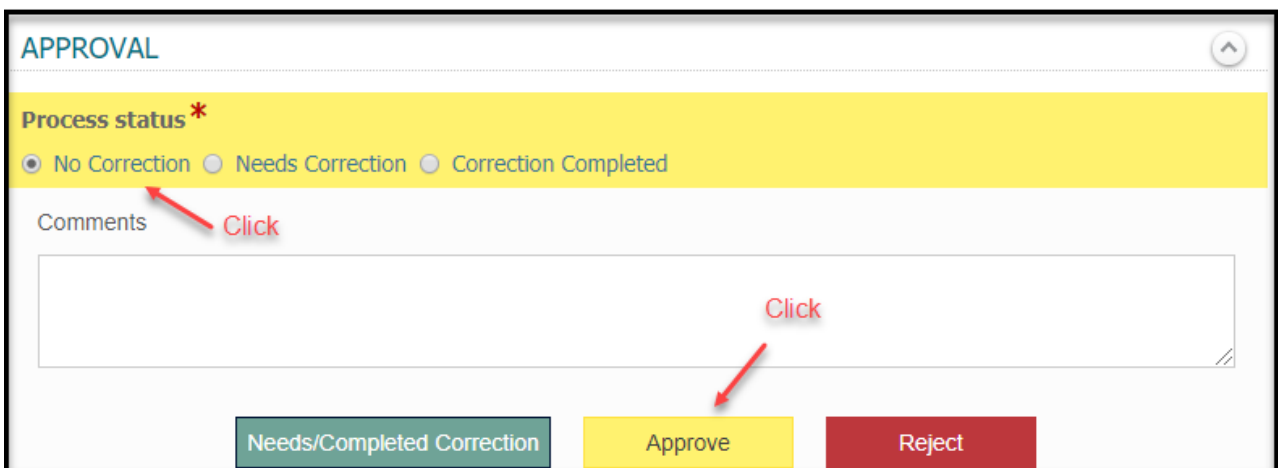 APPROVAL
Process status*
No Correction Needs Correction Correction Completed
Comments
Click
Click
Needs/Completed Correction Approve Reject